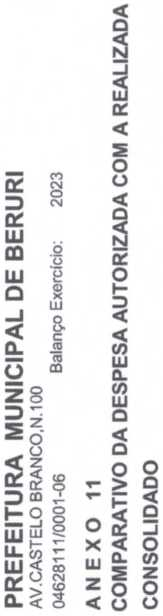 PREFEITURA MUNICIPAL DE BERURI
AV.CASTELO BRANCO,N.100
04628111/0001-06 Balanço Exercício: 2023
ANEXO 11
COMPARATIVO DA DESPESA AUTORIZADA COM A REALIZADA
CONSOLIDADO